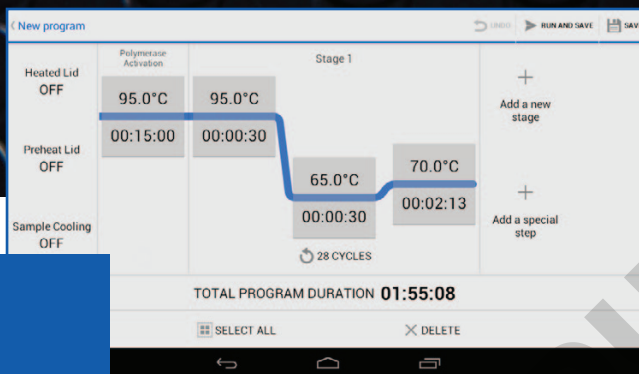 New program
UNDO
RUN AND SAVE
SAV
Heated Lid
OFF
Preheat Lid
OFF
Sample Cooling
OFF
Polymerase
Activation
95.0°C
00:15:00
Stage 1
95.0°C
00:00:30
65.0°C
00:00:30
70.0°C
00:02:13
28 CYCLES
Add a new
stage
Add a special
step
TOTAL PROGRAM DURATION 01:55:08
SELECT ALL
DELETE